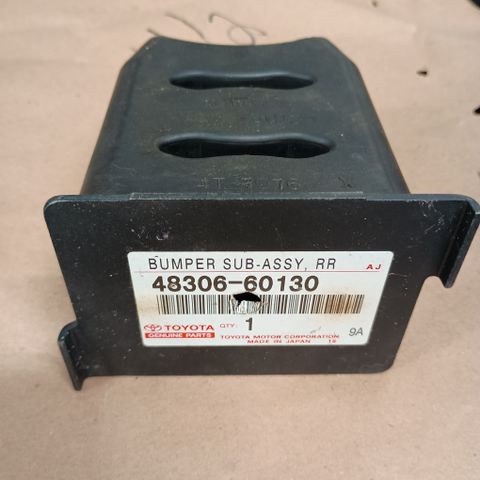 BUMPER SUB-ASSY, RR AJ
48306-60130
TOYOTA QTY: 1
GENUINE PARTS TOYOTA MOTOR CORPORATION 9A
MADE IN JAPAN 16